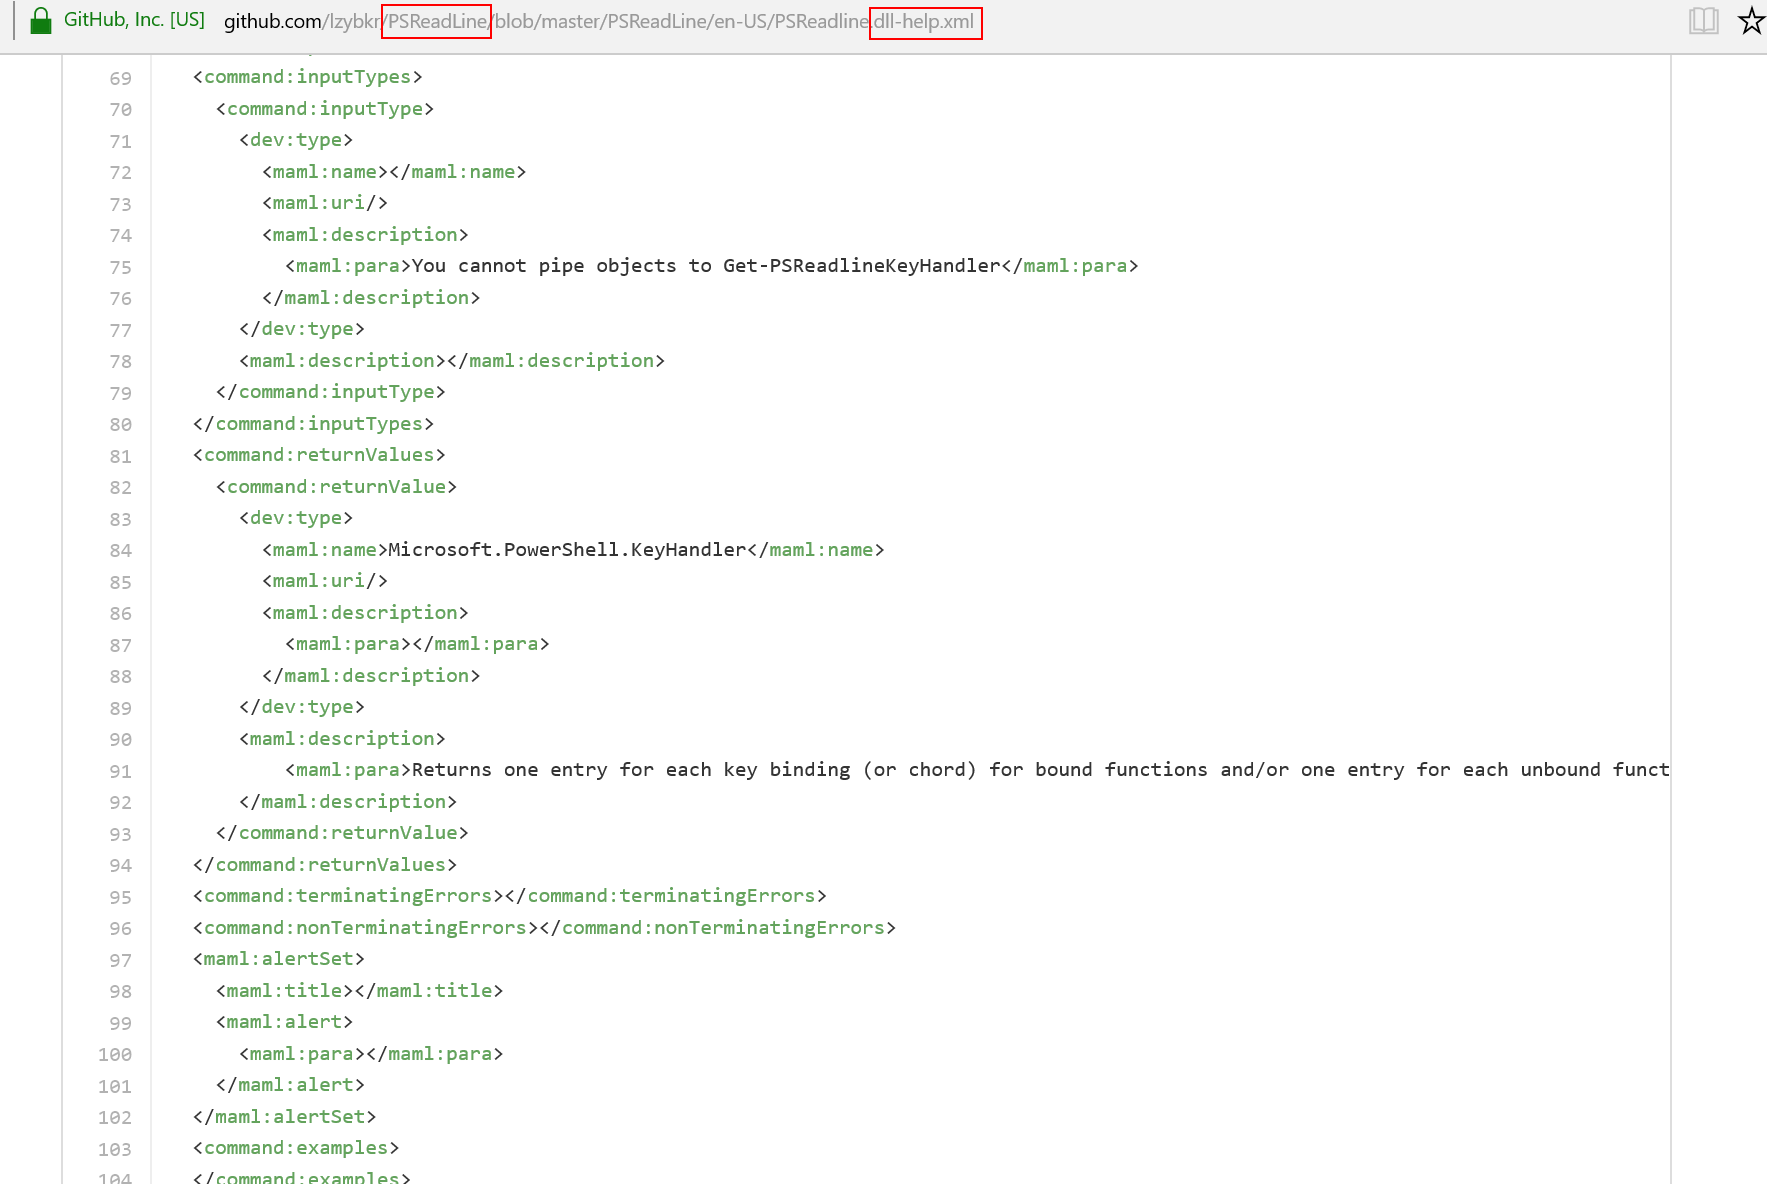 GitHub, Inc. [US] github.com/lzybkr/PSReadLine/blob/master/PSReadLine/en-US/PSReadline.dll-help.xml
69 <command:inputTypes>
70 <command:inputType>
71 <dev:type>
72 <maml:name></maml:name>
73 <maml:uri/>
74 <maml:description>
75 <maml:para>You cannot pipe objects to Get-PSReadlineKeyHandler</maml:para>
76 </maml:description>
77 </dev:type>
78 <maml:description></maml:description>
79 </command:inputType>
80 </command:inputTypes>
81 <command:returnValues>
82 <command:returnValue>
83 <dev:type>
84 <maml:name>Microsoft.PowerShell.KeyHandler</maml:name>
85 <maml:uri/>
86 <maml:description>
87 <maml:para></maml:para>
88 </maml:description>
89 </dev:type>
90 <maml:description>
91 <maml:para>Returns one entry for each key binding (or chord) for bound functions and/or one entry for each unbound funct
92 </maml:description>
93 </command:returnValue>
94 </command:returnValues>
95 <command:terminatingErrors></command:terminatingErrors>
96 <command:nonTerminatingErrors></command:nonTerminatingErrors>
97 <maml:alertSet>
98 <maml:title></maml:title>
99 <maml:alert>
100 <maml:para></maml:para>
101 </maml:alert>
102 </maml:alertSet>
103 <command:examples>
104 </command:examples>